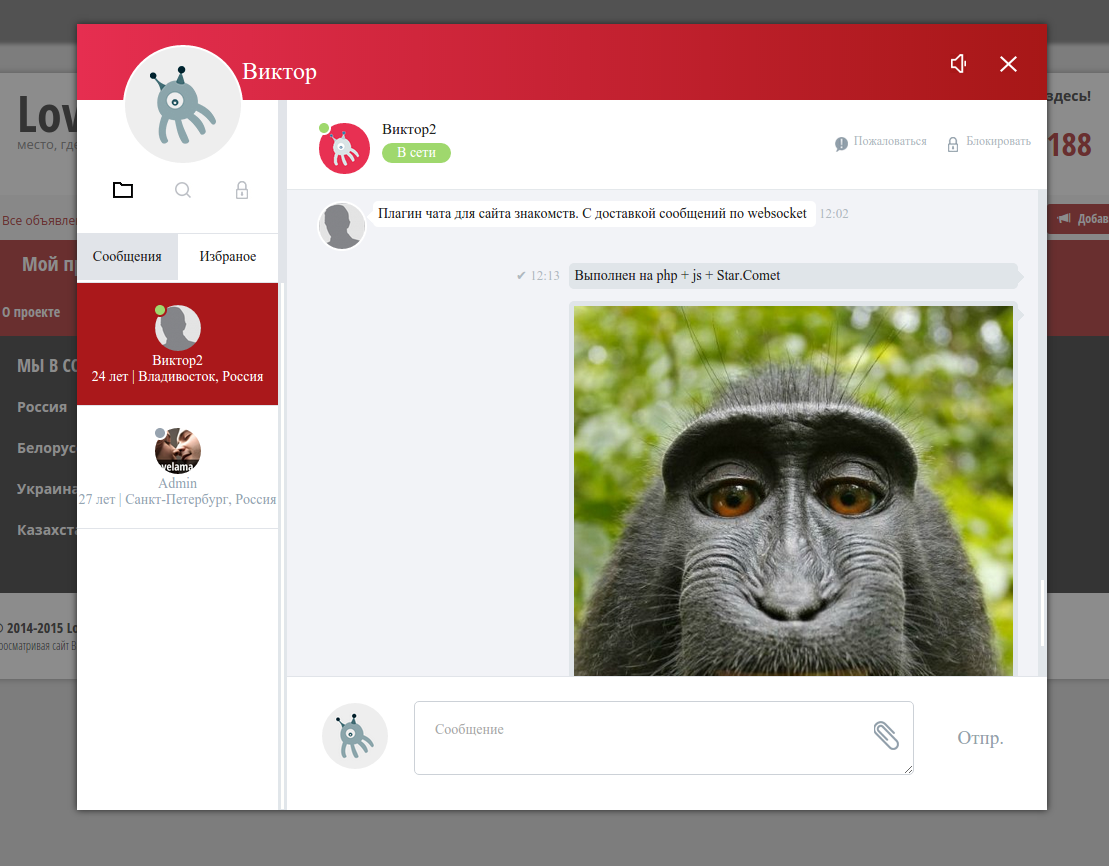 Виктор
Виктор2
В сети
Пожаловаться
Блокировать
Сообщения
Избраное
Виктор2
24 лет | Владивосток, Россия
Admin
27 лет | Санкт-Петербург, Россия
Плагин чата для сайта знакомств. С доставкой сообщений по websocket
12:02
✔ 12:13
Выполнен на php + js + Star.Comet
Сообщение
Отпр.
Lov
место, где
здесь!
188
Все объявлен
Добав
Мой пр
О проекте
МЫ В СО
Россия
Белорус
Украина
Казахста
© 2014-2015 Lo
росматривая сайт В
velama